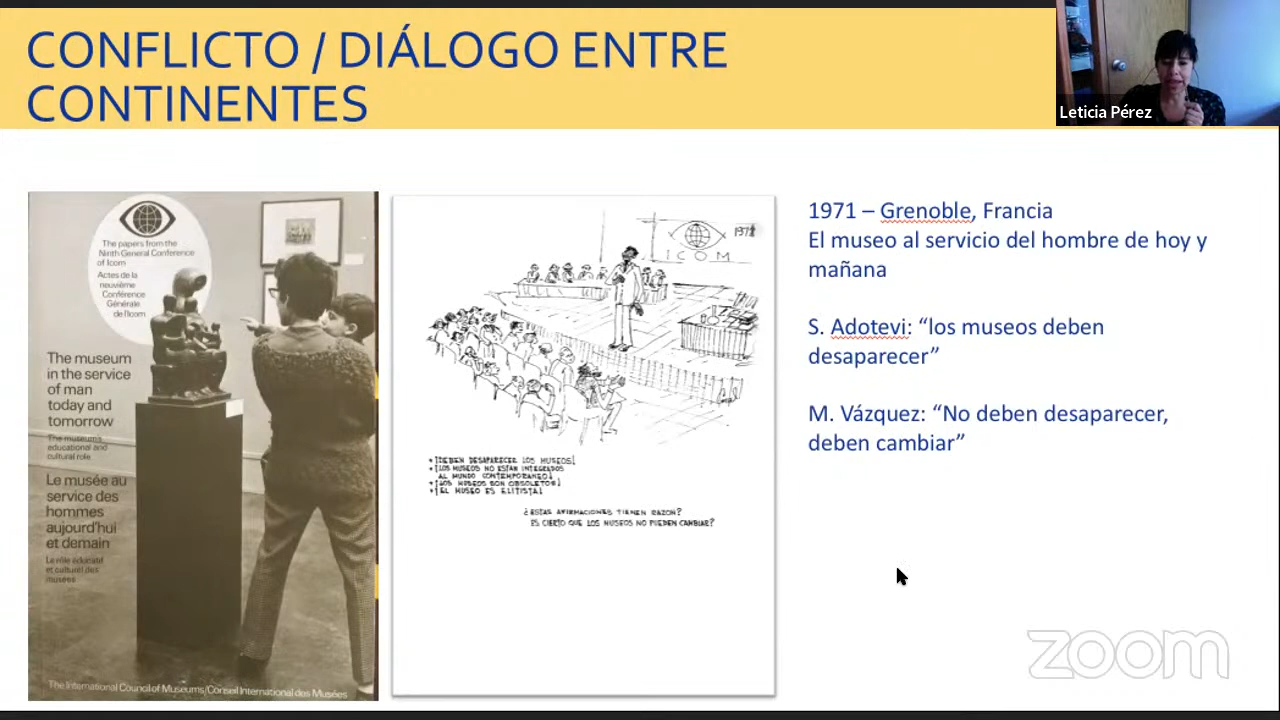 CONFLICTO / DIÁLOGO ENTRE
CONTINENTES
Leticia Pérez
The papers from the
Ninth General Conference
of Icom
Actes de la
neuvième
Conférence
Générale
de l'Icom
The museum
in the service
of man
today and
tomorrow
The museum's
educational and
cultural role
Le musée au
service des
hommes
aujourd'hui
et demain
Le rôle éducatif
et culturel des
musées
The International Council of Museums/Conseil International des Musées
1971
ICOM
• ¡DEBEN DESAPARECER LOS MUSEOS!
• ¡LOS MUSEOS NO ESTAN INTEGRADOS
AL MUNDO CONTEMPORANEO!
• ¡LOS MUSEOS SON OBSOLETOS!
• ¡EL MUSEO ES ELITISTA!
¿ESTAS AFIRMACIONES TIENEN RAZON?
ES CIERTO QUE LOS MUSEOS NO PUEDEN CAMBIAR?
1971 – Grenoble, Francia
El museo al servicio del hombre de hoy y
mañana
S. Adotevi: “los museos deben
desaparecer”
M. Vázquez: “No deben desaparecer,
deben cambiar”
zoom